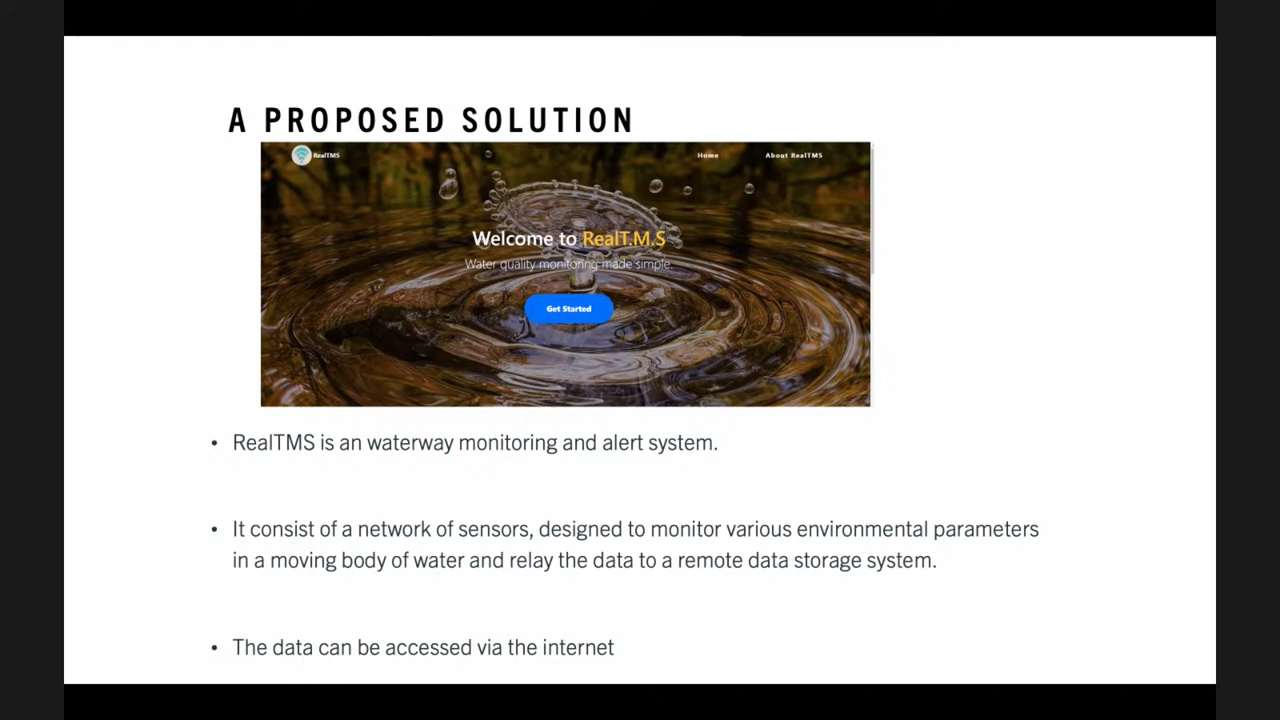 A PROPOSED SOLUTION
RealTMS
Home
About RealTMS
Welcome to RealT.M.S
Water quality monitoring made simple.
Get Started
• RealTMS is an waterway monitoring and alert system.
• It consist of a network of sensors, designed to monitor various environmental parameters
in a moving body of water and relay the data to a remote data storage system.
• The data can be accessed via the internet